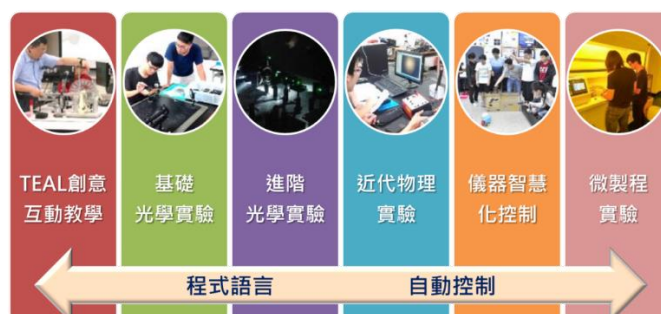 TEAL創意
互動教學
基礎
光學實驗
進階
光學實驗
近代物理
實驗
儀器智慧
化控制
微製程
實驗
程式語言
自動控制